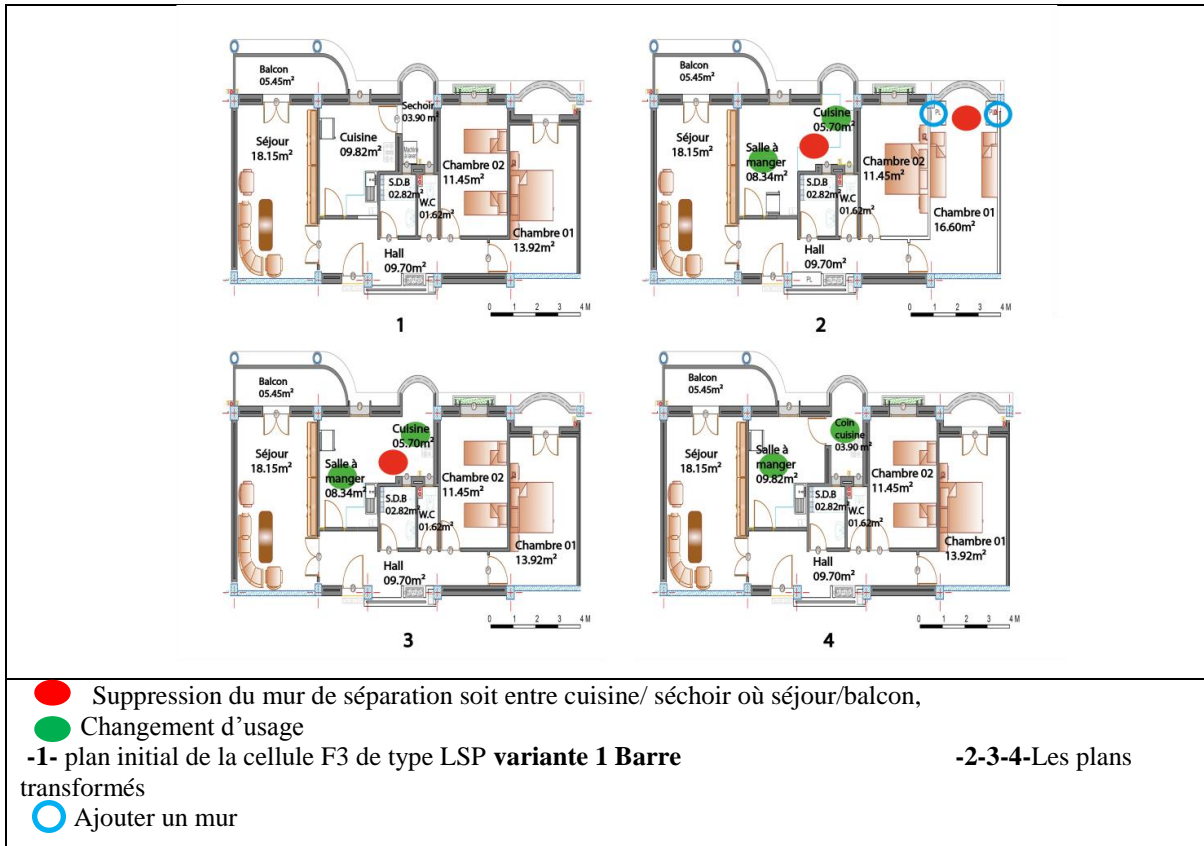 Balcon
05.45m²
Sechoir
03.90 m²
Séjour
18.15m²
Cuisine
09.82m²
Machine
à laver
Chambre 02
11.45m²
S.D.B
02.82m²
W.C
01.62m²
Chambre 01
13.92m²
Hall
09.70m²
0 1 2 3 4 M
1
Balcon
05.45m²
PL
Cuisine
05.70m²
Séjour
18.15m²
Salle à
manger
08.34m²
Chambre 02
11.45m²
S.D.B
02.82m²
W.C
01.62m²
Chambre 01
16.60m²
Hall
09.70m²
PL
0 1 2 3 4 M
2
Balcon
05.45m²
Cuisine
05.70m²
Séjour
18.15m²
Salle à
manger
08.34m²
Chambre 02
11.45m²
S.D.B
02.82m²
W.C
01.62m²
Chambre 01
13.92m²
Hall
09.70m²
0 1 2 3 4 M
3
Balcon
05.45m²
Coin
cuisine
03.90 m²
Séjour
18.15m²
Salle à
manger
09.82m²
Chambre 02
11.45m²
S.D.B
02.82m²
W.C
01.62m²
Chambre 01
13.92m²
Hall
09.70m²
0 1 2 3 4 M
4
Suppression du mur de séparation soit entre cuisine/ séchoir où séjour/balcon,
Changement d’usage
-1- plan initial de la cellule F3 de type LSP variante 1 Barre -2-3-4-Les plans
transformés
Ajouter un mur